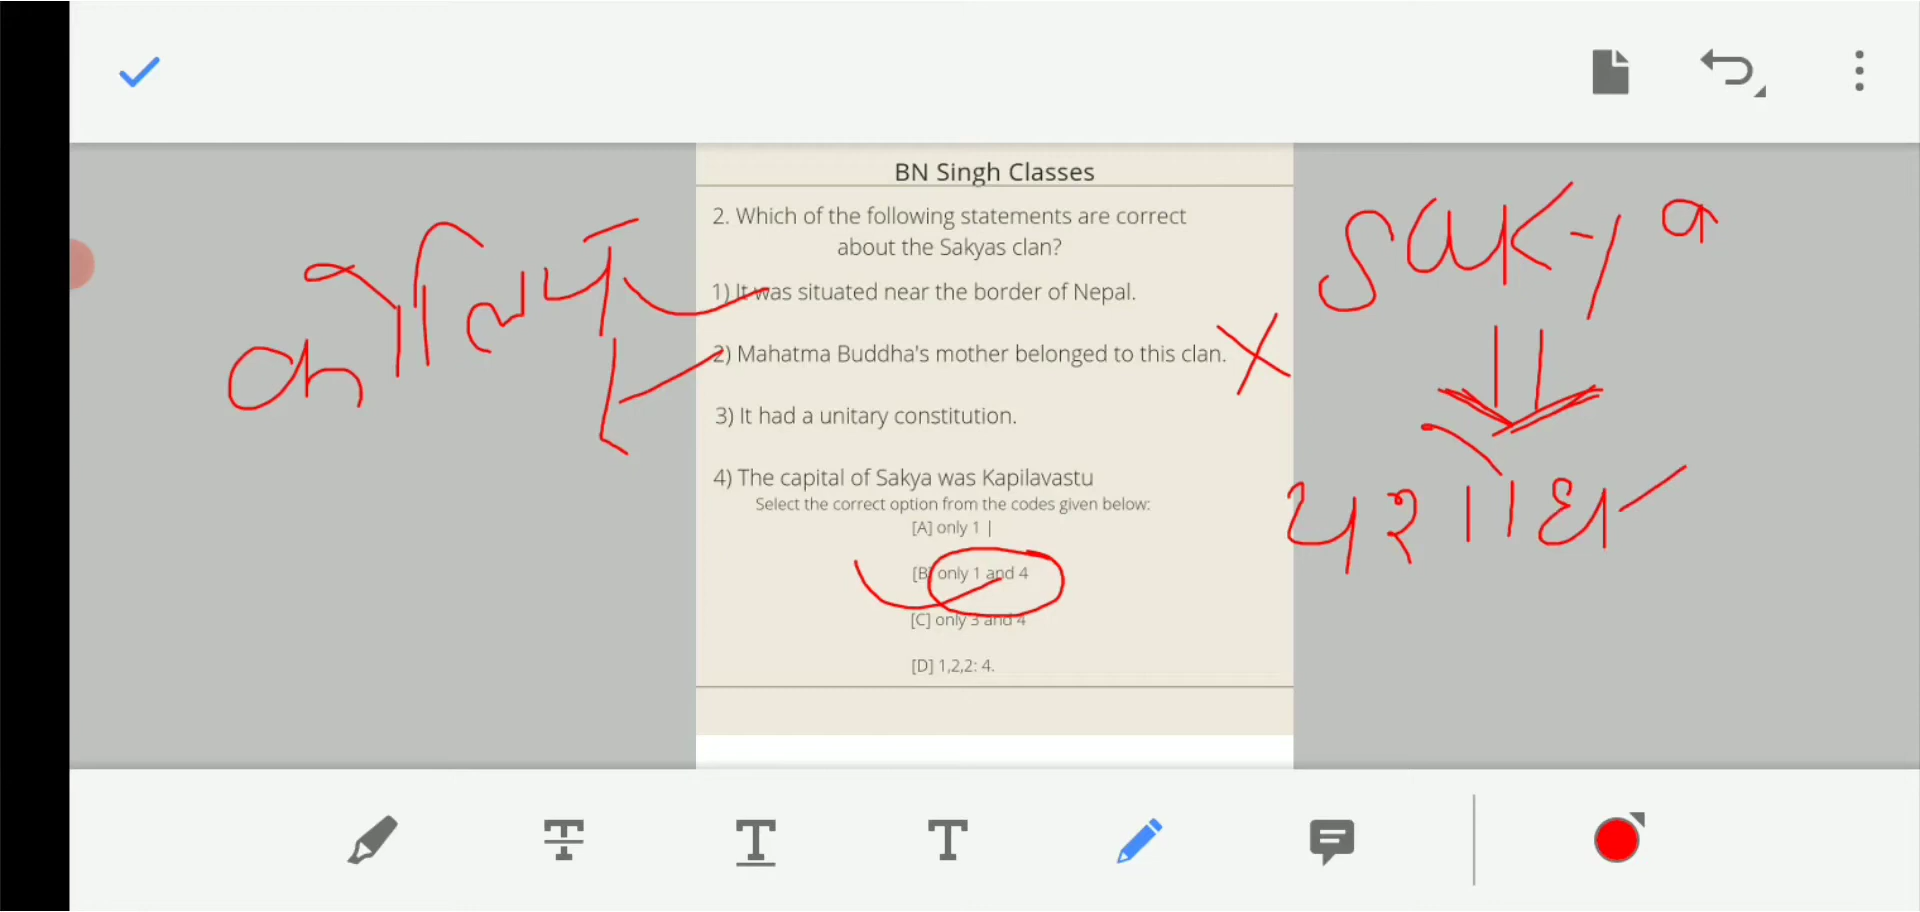 BN Singh Classes
2. Which of the following statements are correct
about the Sakyas clan?
1) It was situated near the border of Nepal.
2) Mahatma Buddha's mother belonged to this clan.
3) It had a unitary constitution.
4) The capital of Sakya was Kapilavastu
Select the correct option from the codes given below:
[A] only 1 |
[B] only 1 and 4
[C] only 3 and 4
[D] 1,2,2: 4.
Sakya